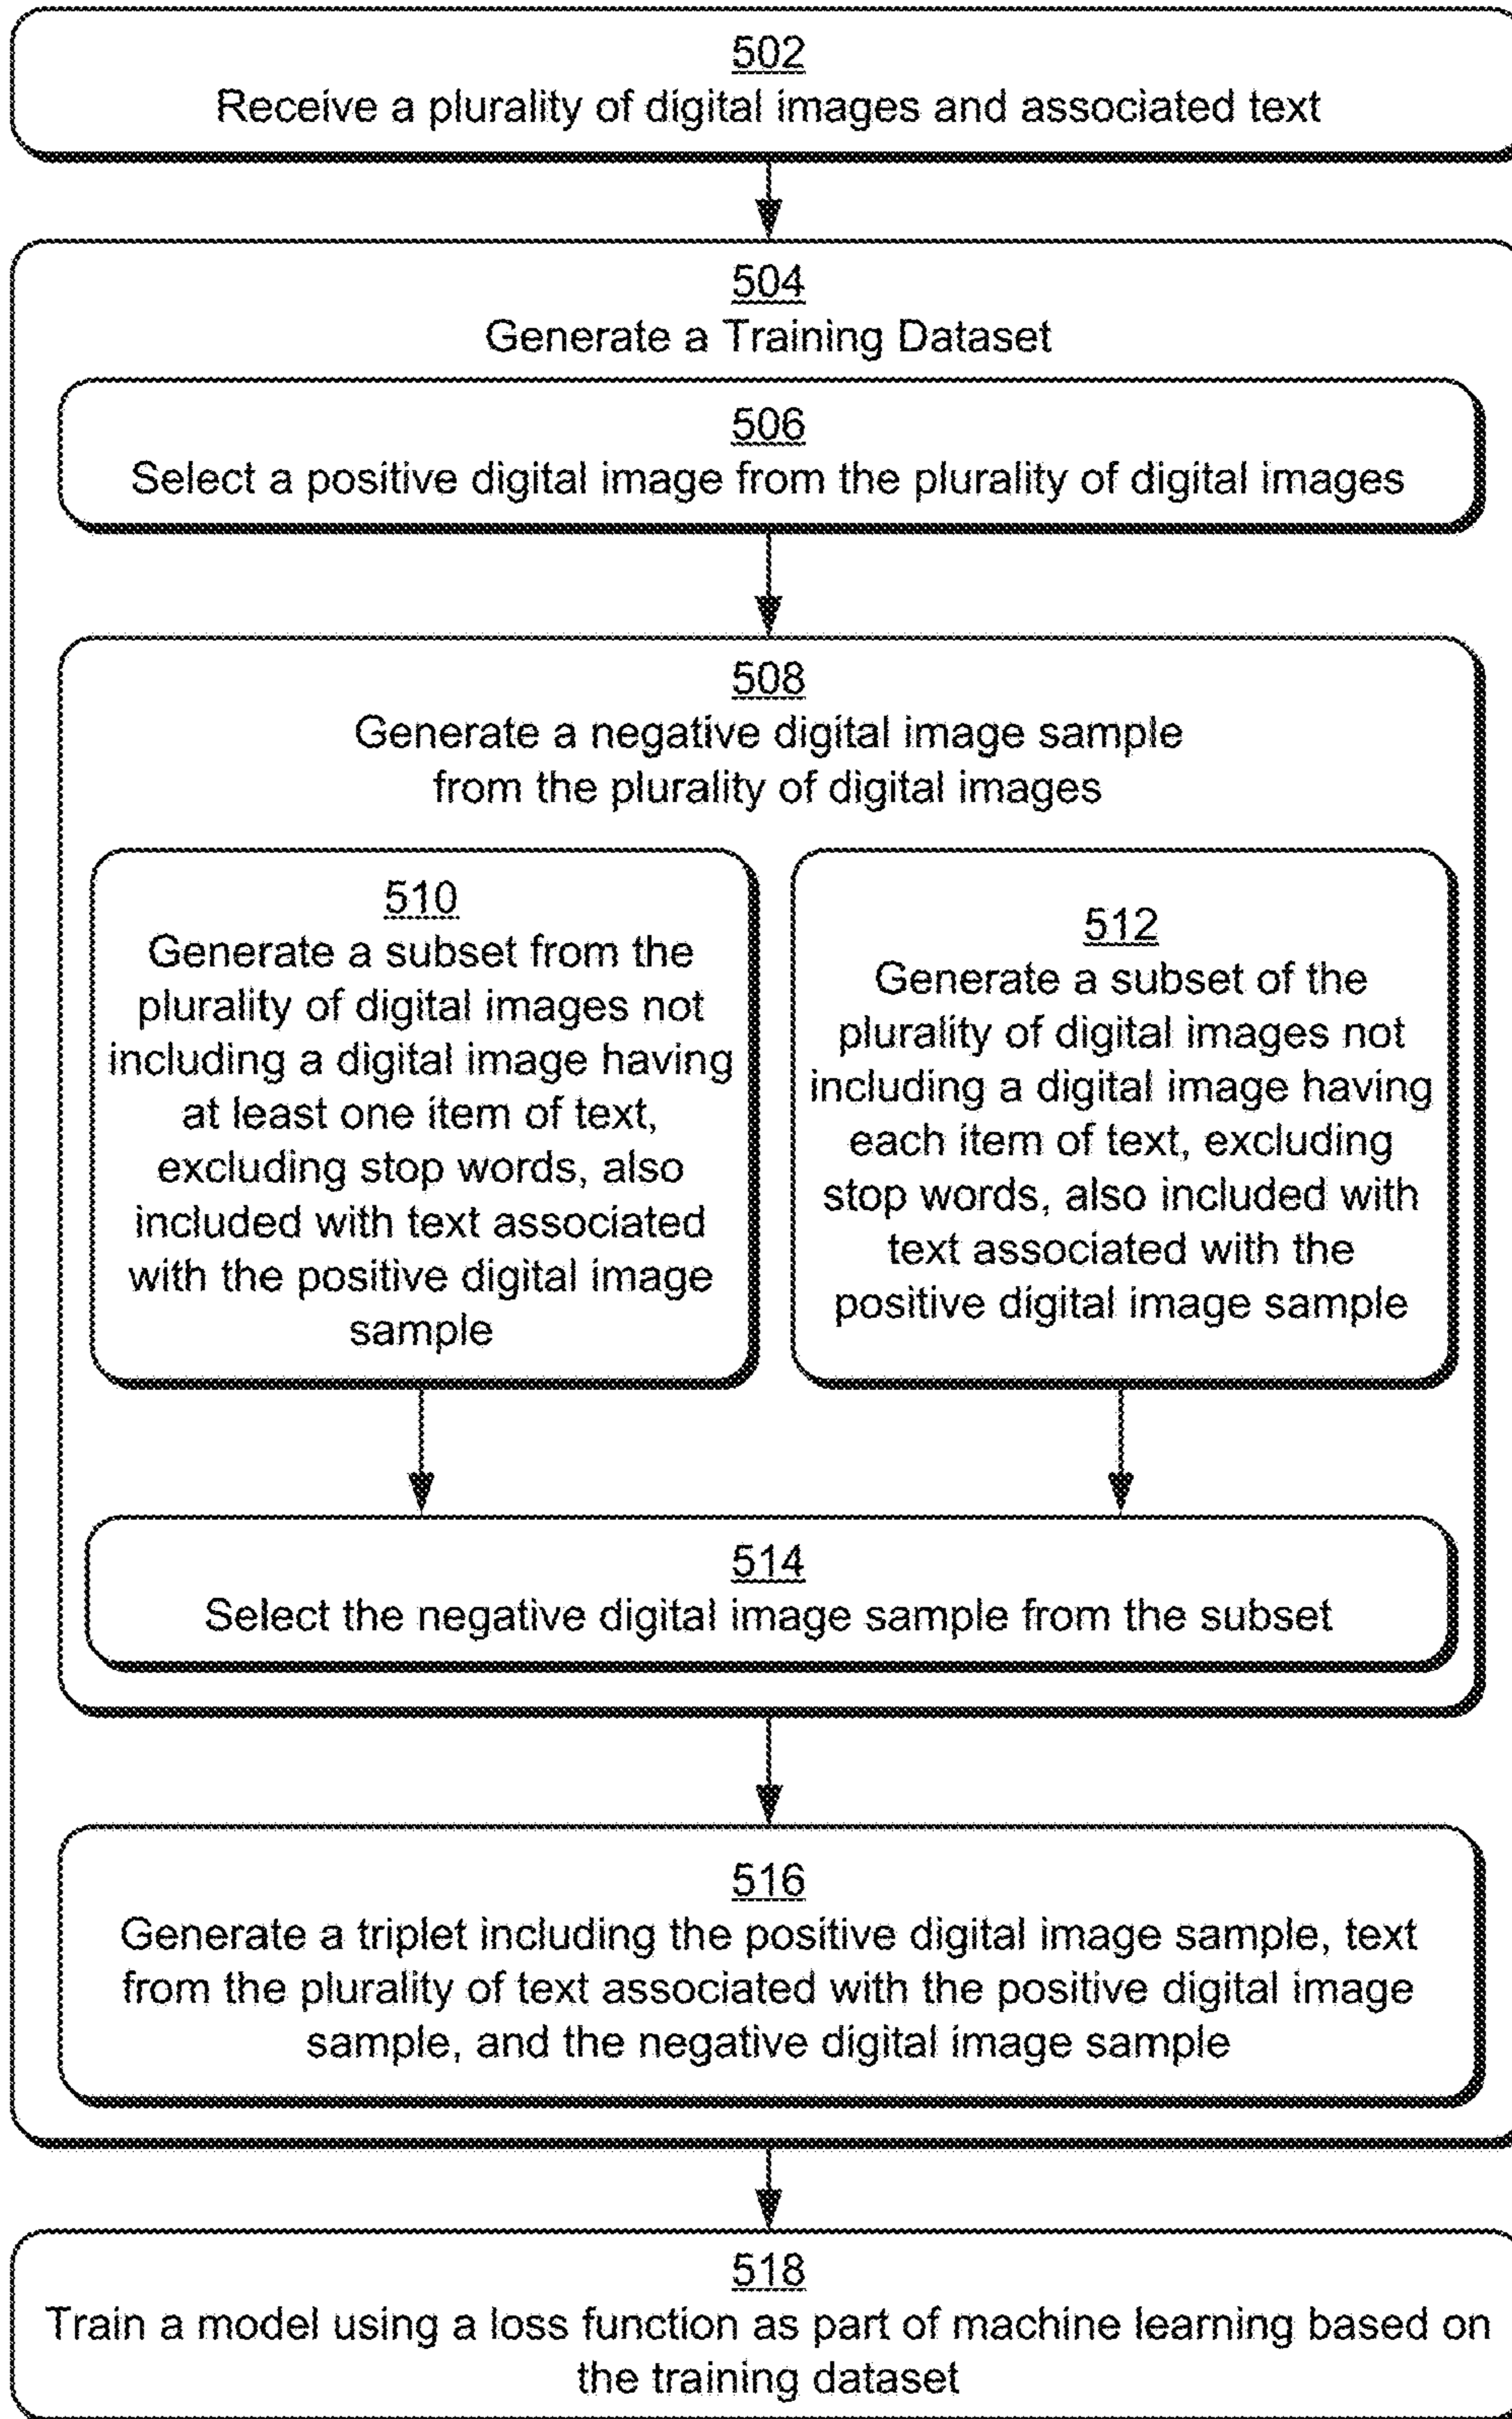 502
Receive a plurality of digital images and associated text
504
Generate a Training Dataset
506
Select a positive digital image from the plurality of digital images
508
Generate a negative digital image sample
from the plurality of digital images
510
Generate a subset from the
plurality of digital images not
including a digital image having
at least one item of text,
excluding stop words, also
included with text associated
with the positive digital image
sample
512
Generate a subset of the
plurality of digital images not
including a digital image having
each item of text, excluding
stop words, also included with
text associated with the
positive digital image sample
514
Select the negative digital image sample from the subset
516
Generate a triplet including the positive digital image sample, text
from the plurality of text associated with the positive digital image
sample, and the negative digital image sample
518
Train a model using a loss function as part of machine learning based on
the training dataset